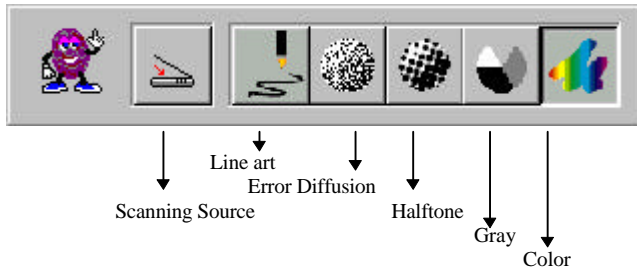 Line art
Error Diffusion
Scanning Source
Halftone
Gray
Color